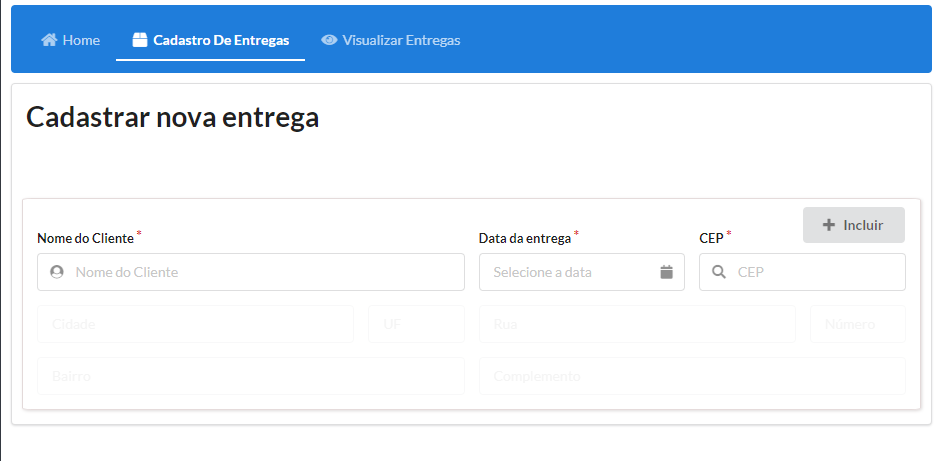 Home Cadastro De Entregas Visualizar Entregas
Cadastrar nova entrega
Incluir
Nome do Cliente * Data da entrega * CEP *
Nome do Cliente Selecione a data CEP
Cidade UF Rua Número
Bairro Complemento